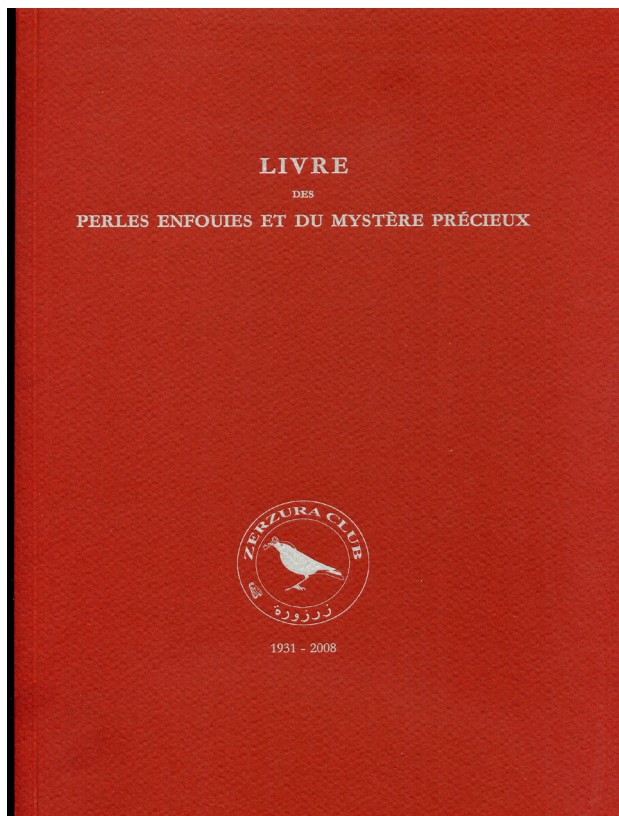 LIVRE
DES
PERLES ENFOUIES ET DU MYSTÈRE PRÉCIEUX
ZERZURA CLUB
زرزورة
1931 - 2008